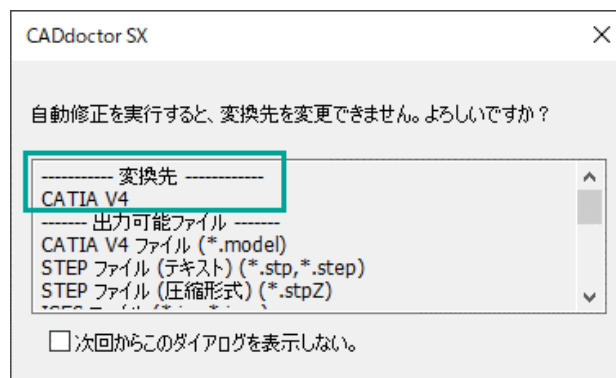 CADdoctor SX
自動修正を実行すると、変換先を変更できません。よろしいですか？
----------- 変換先 ------------
CATIA V4
------- 出力可能ファイル -------
CATIA V4 ファイル (*.model)
STEP ファイル (テキスト) (*.stp,*.step)
STEP ファイル (圧縮形式) (*.stpZ)
次回からこのダイアログを表示しない。